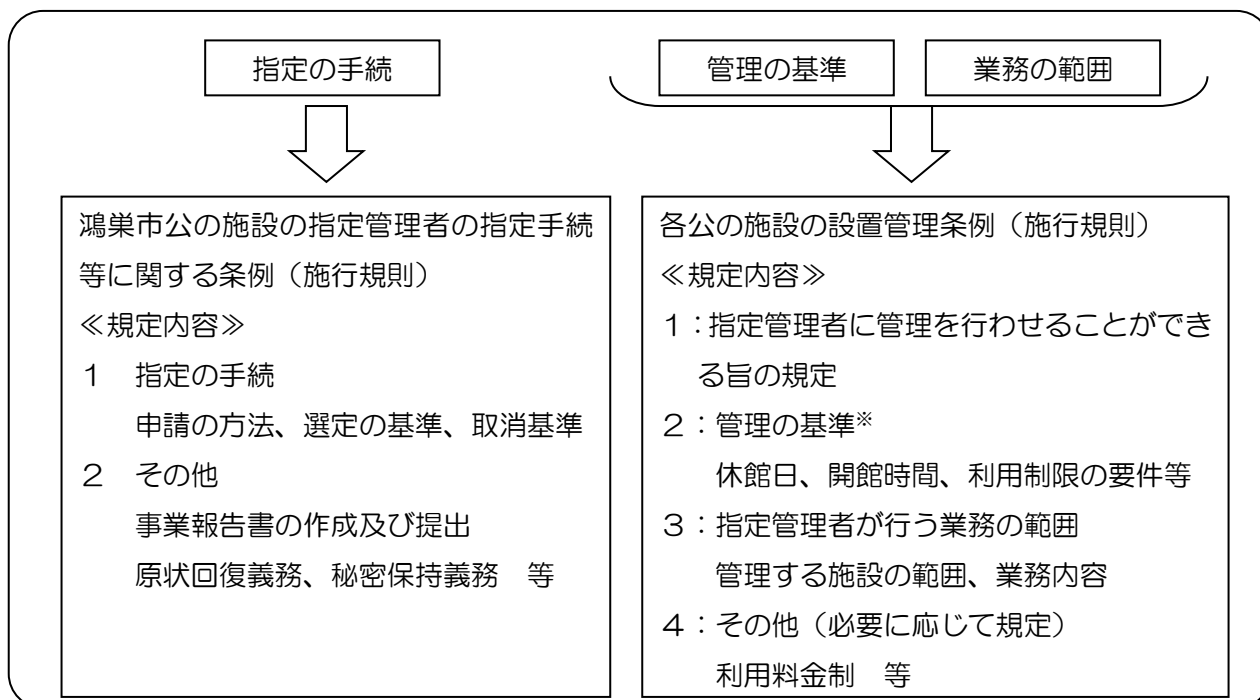 指定の手続
管理の基準
業務の範囲
鴻巣市公の施設の指定管理者の指定手続
等に関する条例（施行規則）
≪規定内容≫
１　指定の手続
申請の方法、選定の基準、取消基準
２　その他
事業報告書の作成及び提出
原状回復義務、秘密保持義務　等
各公の施設の設置管理条例（施行規則）
≪規定内容≫
１：指定管理者に管理を行わせることができ
る旨の規定
２：管理の基準※
休館日、開館時間、利用制限の要件等
３：指定管理者が行う業務の範囲
管理する施設の範囲、業務内容
４：その他（必要に応じて規定）
利用料金制　等